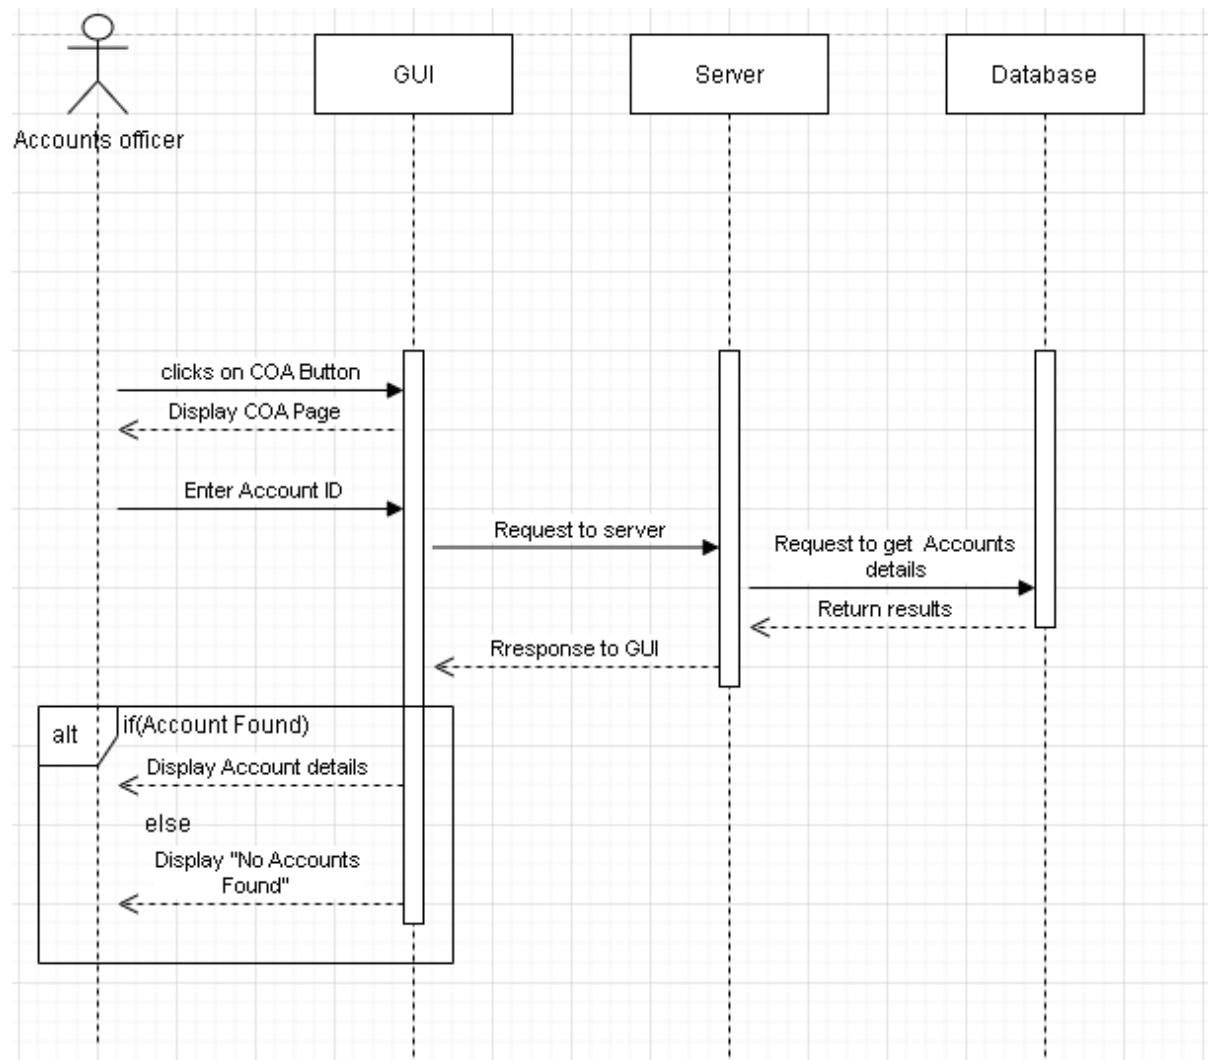 GUI
Server
Database
Accounts officer
clicks on COA Button
Display COA Page
Enter Account ID
Request to server
Request to get  Accounts
details
Return results
Rresponse to GUI
alt
if(Account Found)
Display Account details
else
Display "No Accounts
Found"